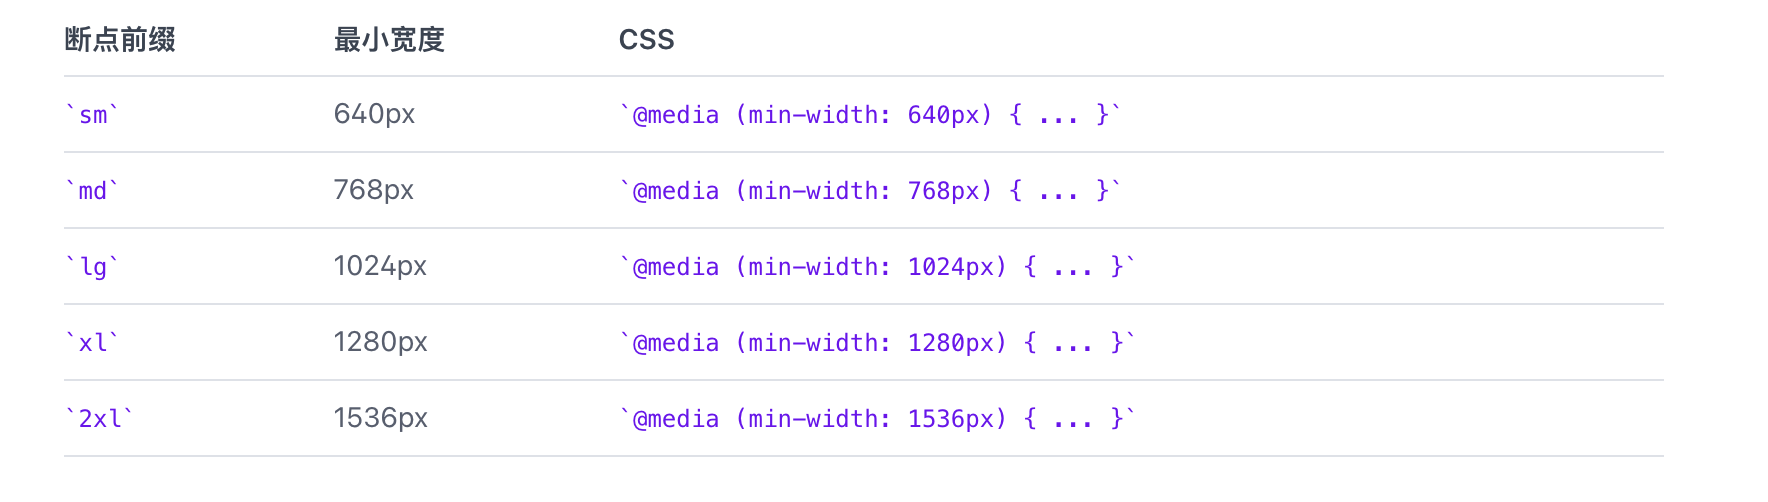 断点前缀 最小宽度 CSS
`sm` 640px `@media (min-width: 640px) { ... }`
`md` 768px `@media (min-width: 768px) { ... }`
`lg` 1024px `@media (min-width: 1024px) { ... }`
`xl` 1280px `@media (min-width: 1280px) { ... }`
`2xl` 1536px `@media (min-width: 1536px) { ... }`